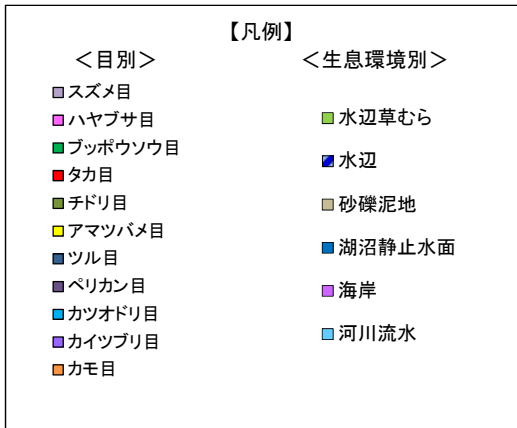 【凡例】
＜目別＞
スズメ目
ハヤブサ目
ブッポウソウ目
タカ目
チドリ目
アマツバメ目
ツル目
ペリカン目
カツオドリ目
カイツブリ目
カモ目
＜生息環境別＞
水辺草むら
水辺
砂礫泥地
湖沼静止水面
海岸
河川流水